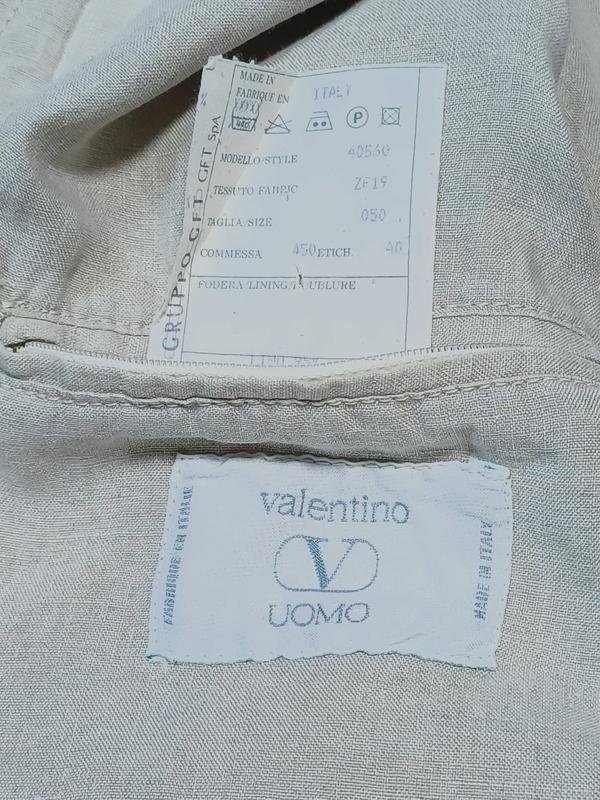 MADE IN
FABRIQUE EN ITALY
P
MODELLO/STYLE 40560
TESSUTO FABRIC ZF19
TAGLIA/SIZE 050
COMMESSA 450 ETICH. 40
FODERA LINING/
GRUPPO GFT GFT SpA
valentino
V
UOMO
FABRIQUE EN ITALIE
MADE IN ITALY